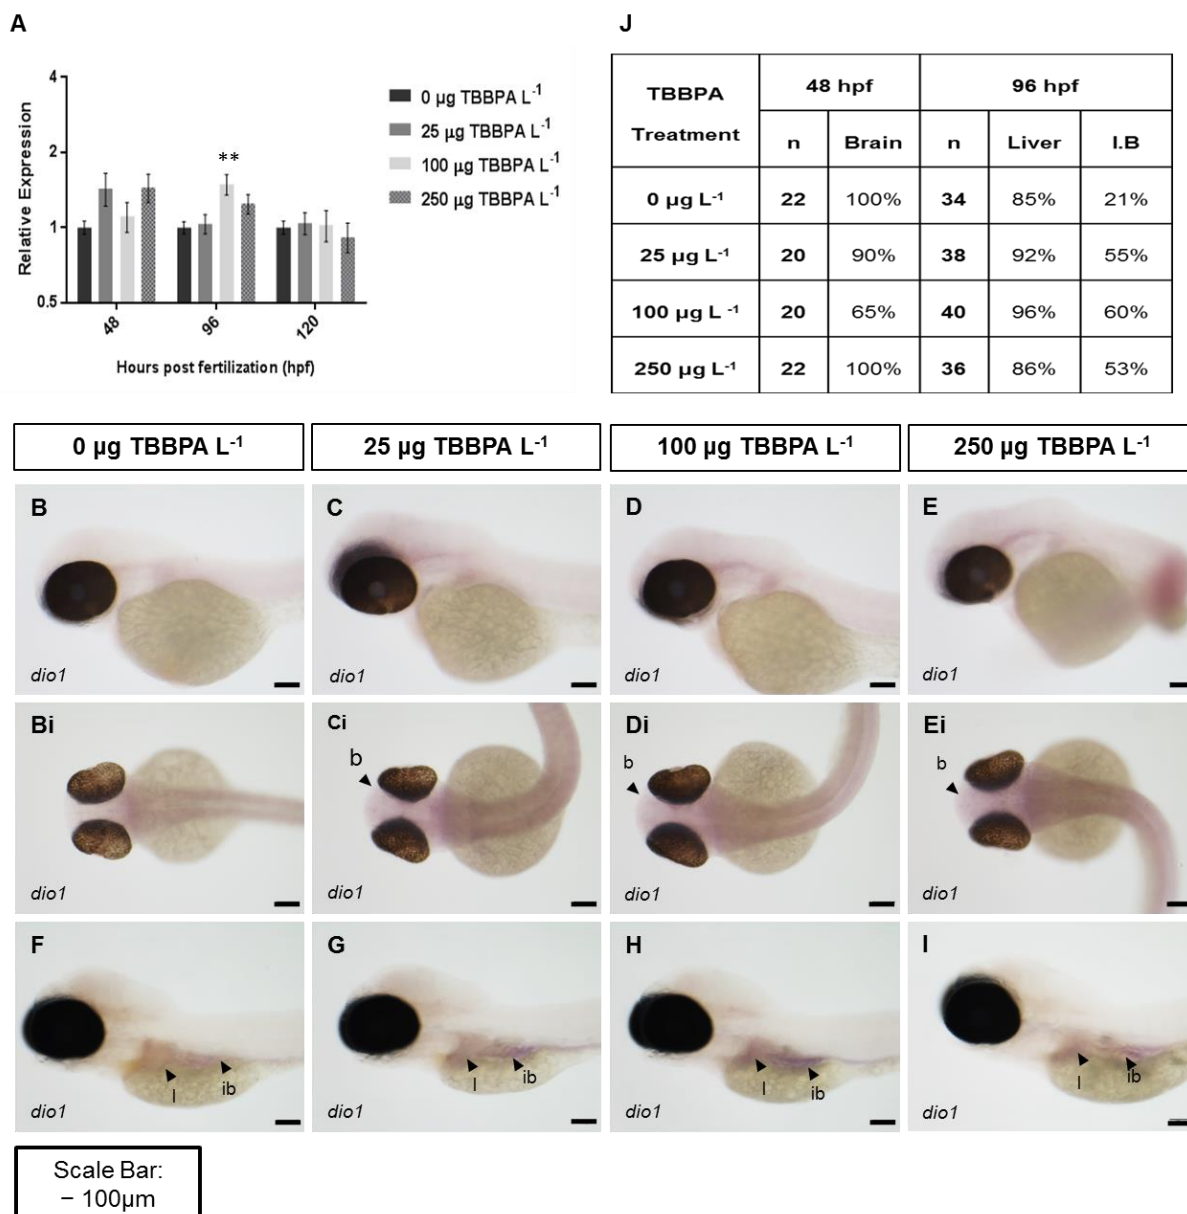 A
4
2
1
0.5
Relative Expression
**
48
96
120
Hours post fertilization (hpf)
0 µg TBBPA L⁻¹
25 µg TBBPA L⁻¹
100 µg TBBPA L⁻¹
250 µg TBBPA L⁻¹
J
TBBPA Treatment 48 hpf 96 hpf
n Brain n Liver I.B
0 µg L⁻¹ 22 100% 34 85% 21%
25 µg L⁻¹ 20 90% 38 92% 55%
100 µg L ⁻¹ 20 65% 40 96% 60%
250 µg L⁻¹ 22 100% 36 86% 53%
0 µg TBBPA L⁻¹ 25 µg TBBPA L⁻¹ 100 µg TBBPA L⁻¹ 250 µg TBBPA L⁻¹
B C D E
dio1 dio1 dio1 dio1
Bi Ci Di Ei
b b b
dio1 dio1 dio1 dio1
F G H I
l ib l ib l ib l ib
dio1 dio1 dio1 dio1
Scale Bar:
− 100µm